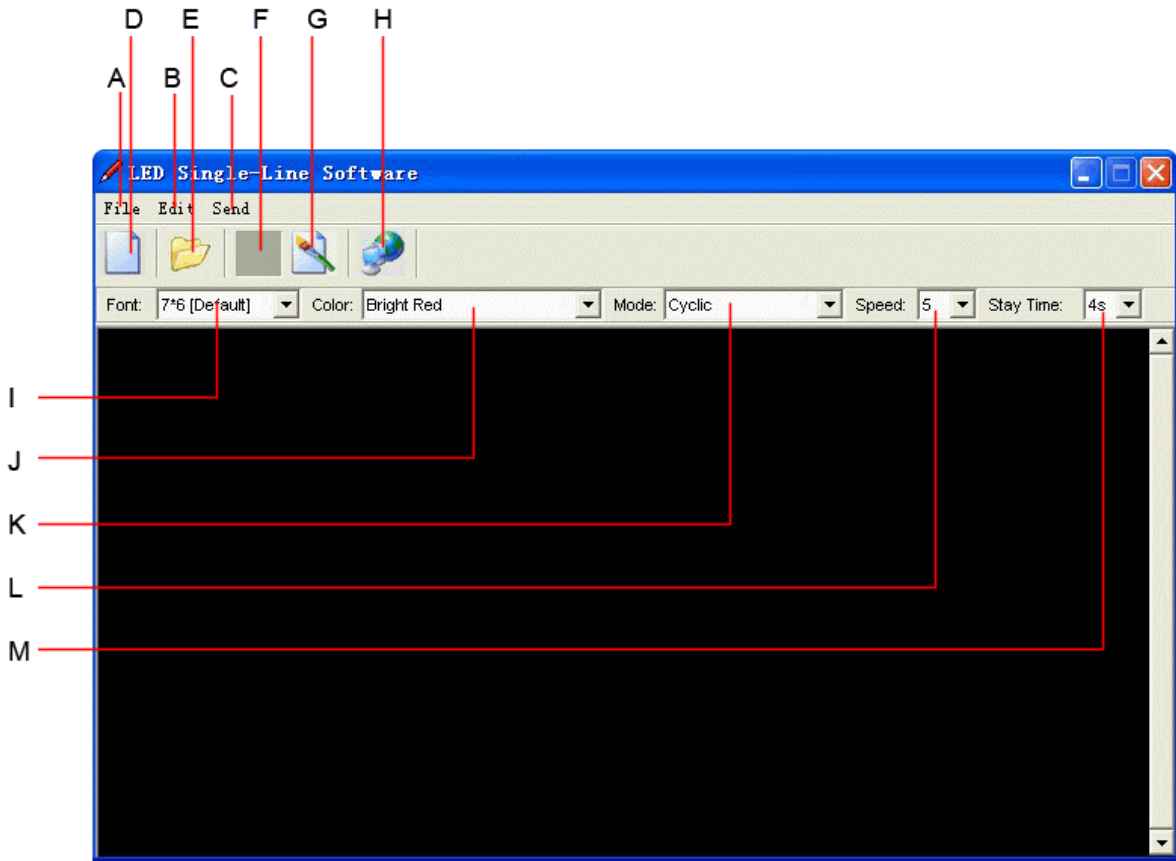 D E F G H
A B C
LED Single-Line Software
File Edit Send
Font: 7*6 [Default] Color: Bright Red Mode: Cyclic Speed: 5 Stay Time: 4s
I
J
K
L
M